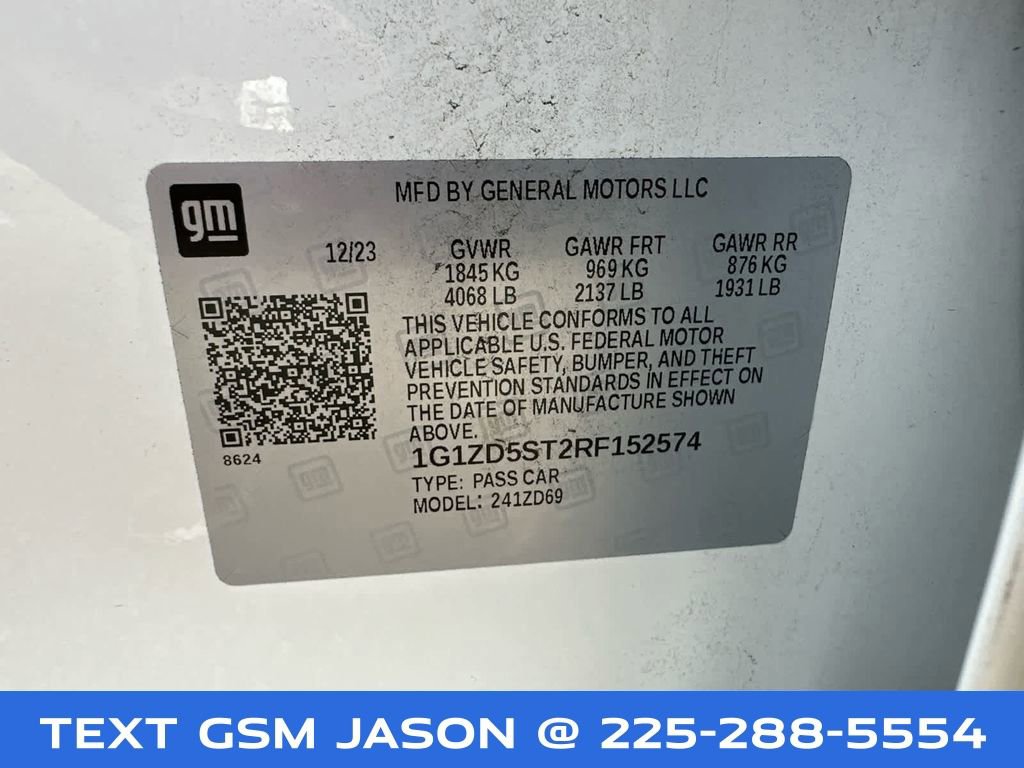 gm
MFD BY GENERAL MOTORS LLC
12/23 GVWR GAWR FRT GAWR RR
1845 KG 969 KG 876 KG
4068 LB 2137 LB 1931 LB
THIS VEHICLE CONFORMS TO ALL
APPLICABLE U.S. FEDERAL MOTOR
VEHICLE SAFETY, BUMPER, AND THEFT
PREVENTION STANDARDS IN EFFECT ON
THE DATE OF MANUFACTURE SHOWN
ABOVE.
8624
1G1ZD5ST2RF152574
TYPE: PASS CAR
MODEL: 241ZD69
TEXT GSM JASON @ 225-288-5554